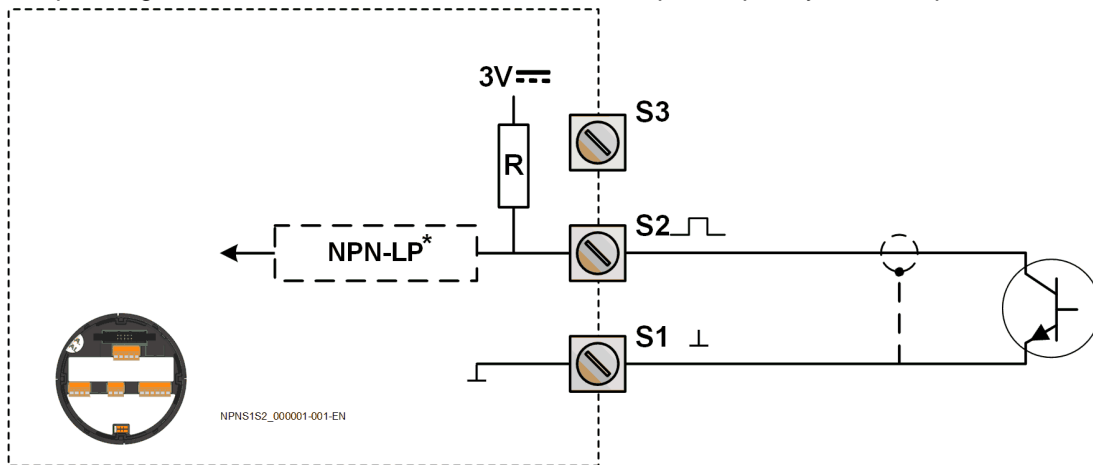 3V
S3
R
S2
NPN-LP*
S1
NPNS1S2_000001-001-EN